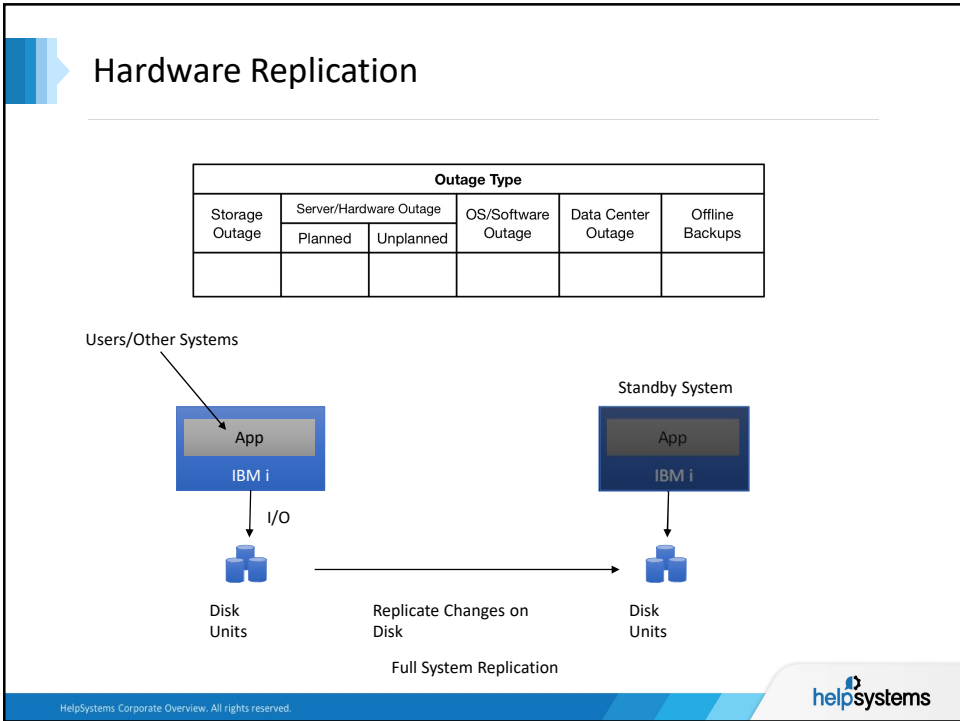 Hardware Replication
Outage Type
Storage
Outage
Server/Hardware Outage
Planned
Unplanned
OS/Software
Outage
Data Center
Outage
Offline
Backups
Users/Other Systems
Standby System
App
IBM i
App
IBM i
I/O
Disk
Units
Replicate Changes on
Disk
Disk
Units
Full System Replication
HelpSystems Corporate Overview. All rights reserved.
helpsystems